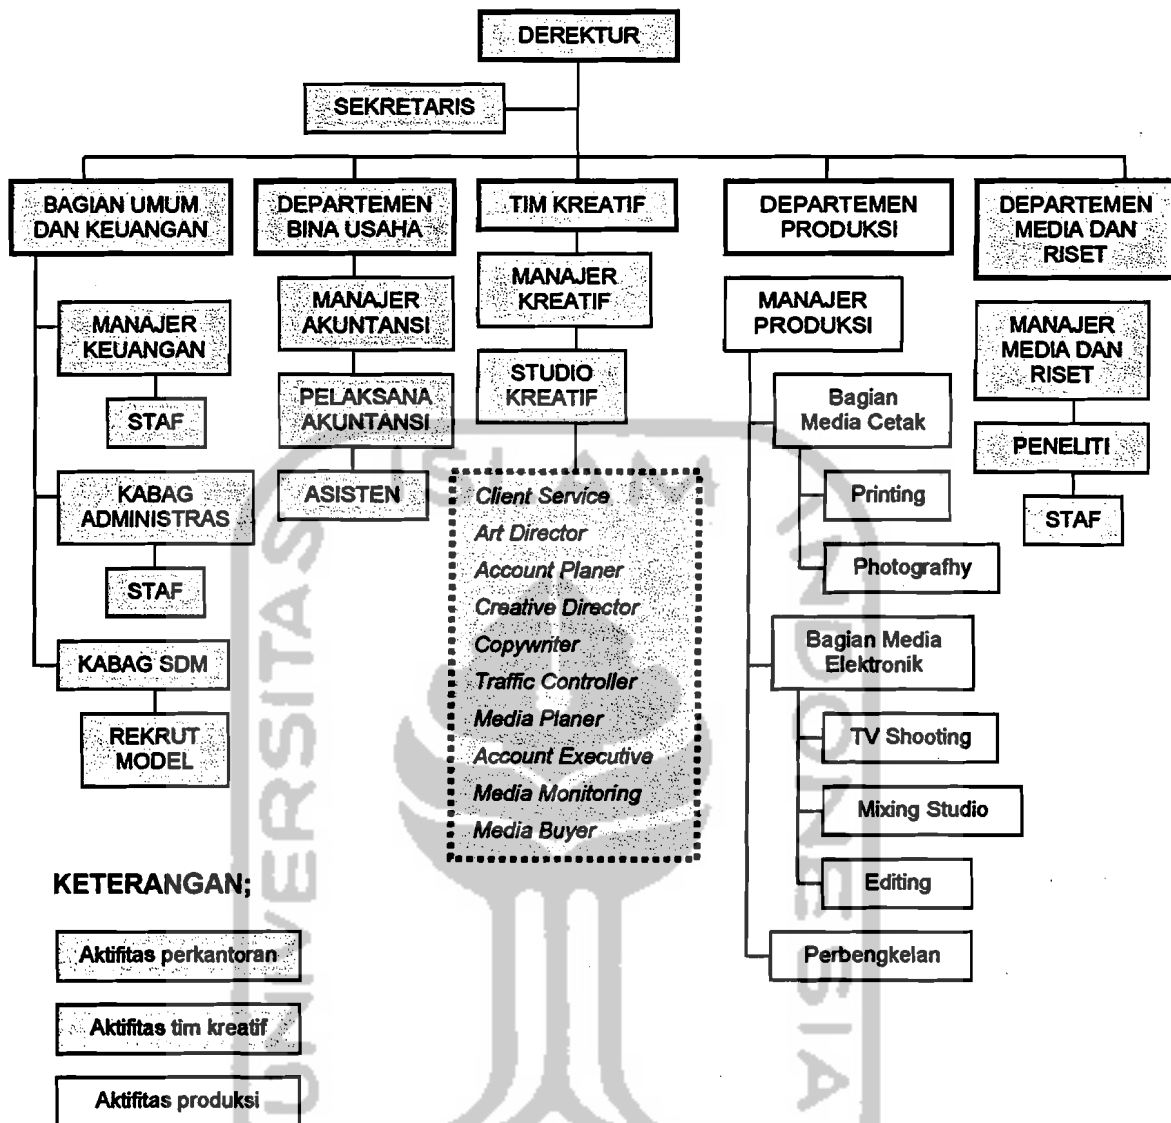 DEREKTUR
SEKRETARIS
BAGIAN UMUM
DAN KEUANGAN
MANAJER
KEUANGAN
STAF
KABAG
ADMINISTRAS
STAF
KABAG SDM
REKRUT
MODEL
DEPARTEMEN
BINA USAHA
MANAJER
AKUNTANSI
PELAKSANA
AKUNTANSI
ASISTEN
TIM KREATIF
MANAJER
KREATIF
STUDIO
KREATIF
Client Service
Art Director
Account Planer
Creative Director
Copywriter
Traffic Controller
Media Planer
Account Executive
Media Monitoring
Media Buyer
DEPARTEMEN
PRODUKSI
MANAJER
PRODUKSI
Bagian
Media Cetak
Printing
Photografhy
Bagian Media
Elektronik
TV Shooting
Mixing Studio
Editing
Perbengkelan
DEPARTEMEN
MEDIA DAN
RISET
MANAJER
MEDIA DAN
RISET
PENELITI
STAF
KETERANGAN;
Aktifitas perkantoran
Aktifitas tim kreatif
Aktifitas produksi
UNIVERSITAS
ISLAM
INDONESIA